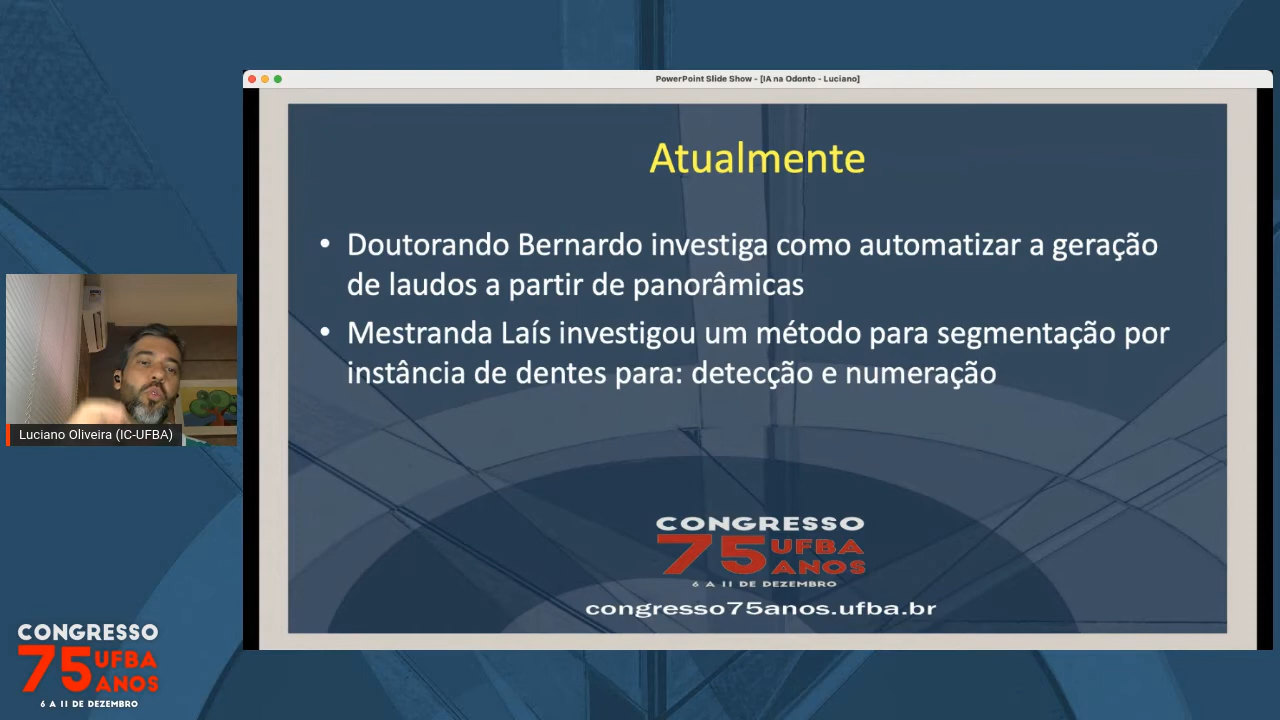 PowerPoint Slide Show - [IA na Odonto - Luciano]
Atualmente
• Doutorando Bernardo investiga como automatizar a geração
de laudos a partir de panorâmicas
• Mestranda Laís investigou um método para segmentação por
instância de dentes para: detecção e numeração
CONGRESSO
75 UFBA
ANOS
6 A 11 DE DEZEMBRO
congresso75anos.ufba.br
Luciano Oliveira (IC-UFBA)
CONGRESSO
75 UFBA
ANOS
6 A 11 DE DEZEMBRO